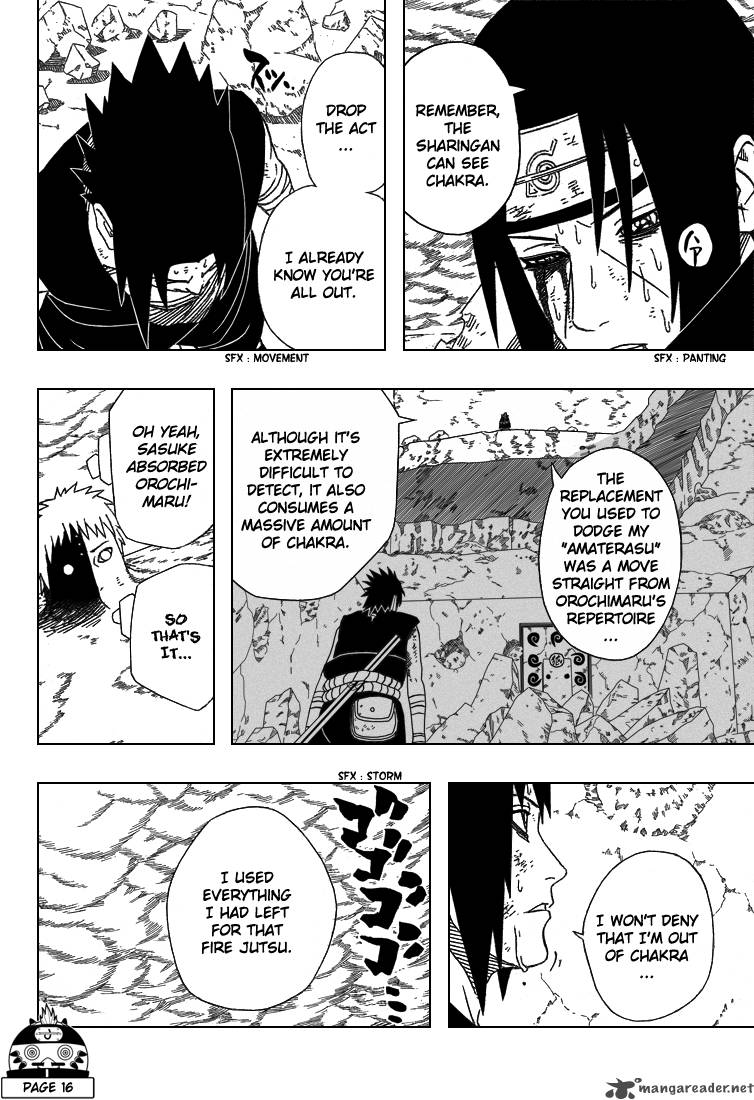 REMEMBER,
THE
SHARINGAN
CAN SEE
CHAKRA.
ハア
SFX : PANTING
DROP
THE ACT
...
I ALREADY
KNOW YOU'RE
ALL OUT.
スッ
SFX : MOVEMENT
THE
REPLACEMENT
YOU USED TO
DODGE MY
"AMATERASU"
WAS A MOVE
STRAIGHT FROM
OROCHIMARU'S
REPERTOIRE
...
ALTHOUGH IT'S
EXTREMELY
DIFFICULT TO
DETECT, IT ALSO
CONSUMES A
MASSIVE AMOUNT
OF CHAKRA.
OH YEAH,
SASUKE
ABSORBED
OROCHI-
MARU!
SO
THAT'S
IT...
I WON'T DENY
THAT I'M OUT
OF CHAKRA
...
SFX : STORM
ゴゴゴゴゴ...
I USED
EVERYTHING
I HAD LEFT
FOR THAT
FIRE JUTSU.
PAGE 16
mangareader.net